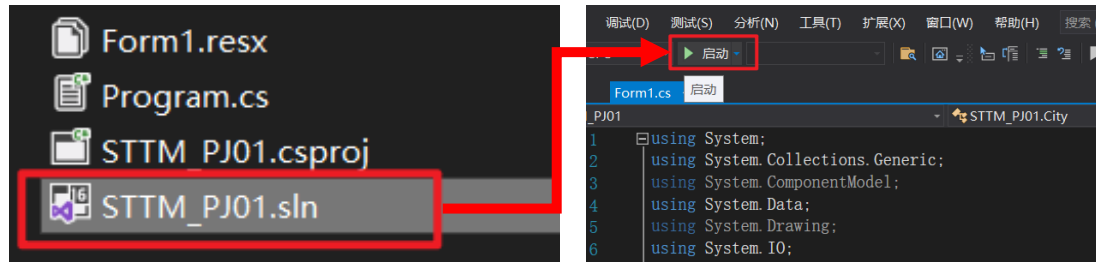 Form1.resx
Program.cs
STTM_PJ01.csproj
16
STTM_PJ01.sln
调试(D) 测试(S) 分析(N) 工具(T) 扩展(X) 窗口(W) 帮助(H) 搜索
启动
Form1.cs
启动
_PJ01
STTM_PJ01.City
1 using System;
2 using System.Collections.Generic;
3 using System.ComponentModel;
4 using System.Data;
5 using System.Drawing;
6 using System.IO;